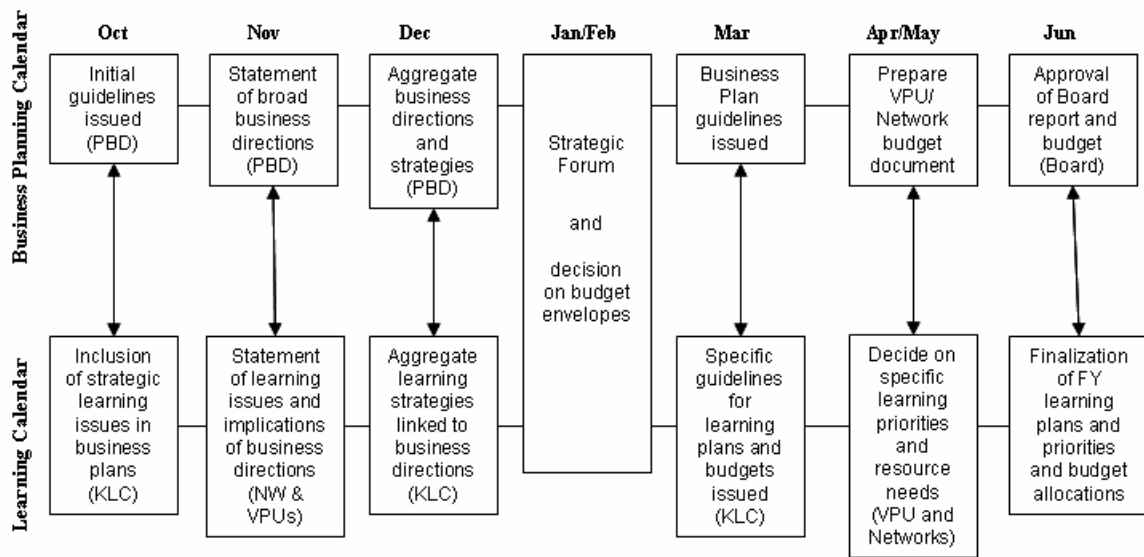 Oct
Nov
Dec
Jan/Feb
Mar
Apr/May
Jun
Business Planning Calendar
Initial
guidelines
issued
(PBD)
Statement
of broad
business
directions
(PBD)
Aggregate
business
directions
and
strategies
(PBD)
Strategic
Forum
and
decision
on budget
envelopes
Business
Plan
guidelines
issued
Prepare
VPU/
Network
budget
document
Approval
of Board
report and
budget
(Board)
Learning Calendar
Inclusion
of strategic
learning
issues in
business
plans
(KLC)
Statement
of learning
issues and
implications
of business
directions
(NW &
VPUs)
Aggregate
learning
strategies
linked to
business
directions
(KLC)
Specific
guidelines
for
learning
plans and
budgets
issued
(KLC)
Decide on
specific
learning
priorities
and
resource
needs
(VPU and
Networks)
Finalization
of FY
learning
plans and
priorities
and budget
allocations